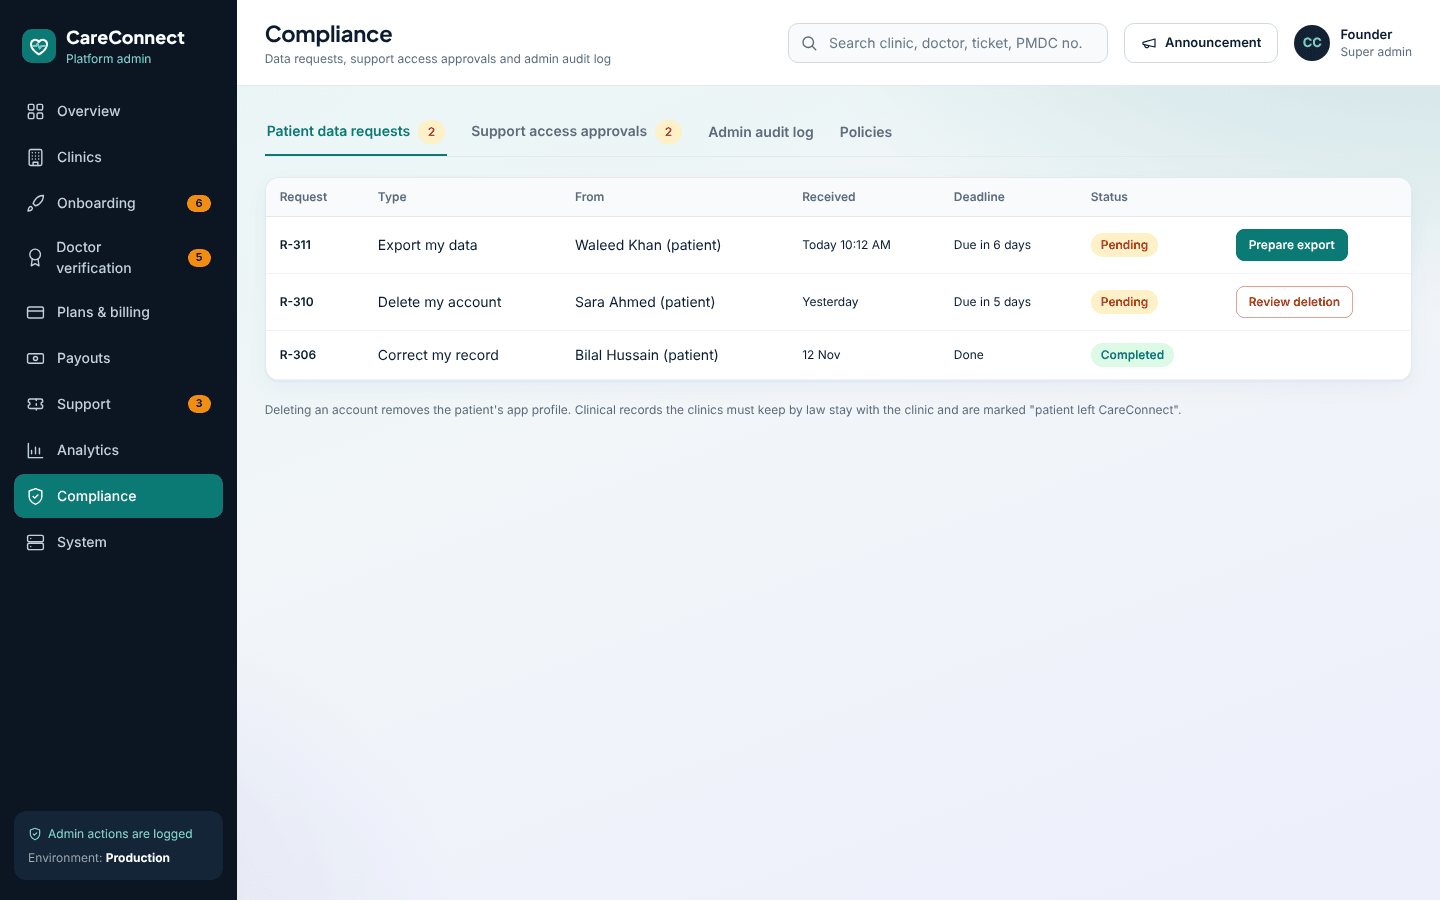 CareConnect
Platform admin
Overview
Clinics
Onboarding 6
Doctor
verification 5
Plans & billing
Payouts
Support 3
Analytics
Compliance
System
Admin actions are logged
Environment: Production
Compliance
Data requests, support access approvals and admin audit log
Search clinic, doctor, ticket, PMDC no.
Announcement
CC
Founder
Super admin
Patient data requests 2 Support access approvals 2 Admin audit log Policies
Request Type From Received Deadline Status
R-311 Export my data Waleed Khan (patient) Today 10:12 AM Due in 6 days Pending Prepare export
R-310 Delete my account Sara Ahmed (patient) Yesterday Due in 5 days Pending Review deletion
R-306 Correct my record Bilal Hussain (patient) 12 Nov Done Completed
Deleting an account removes the patient's app profile. Clinical records the clinics must keep by law stay with the clinic and are marked "patient left CareConnect".